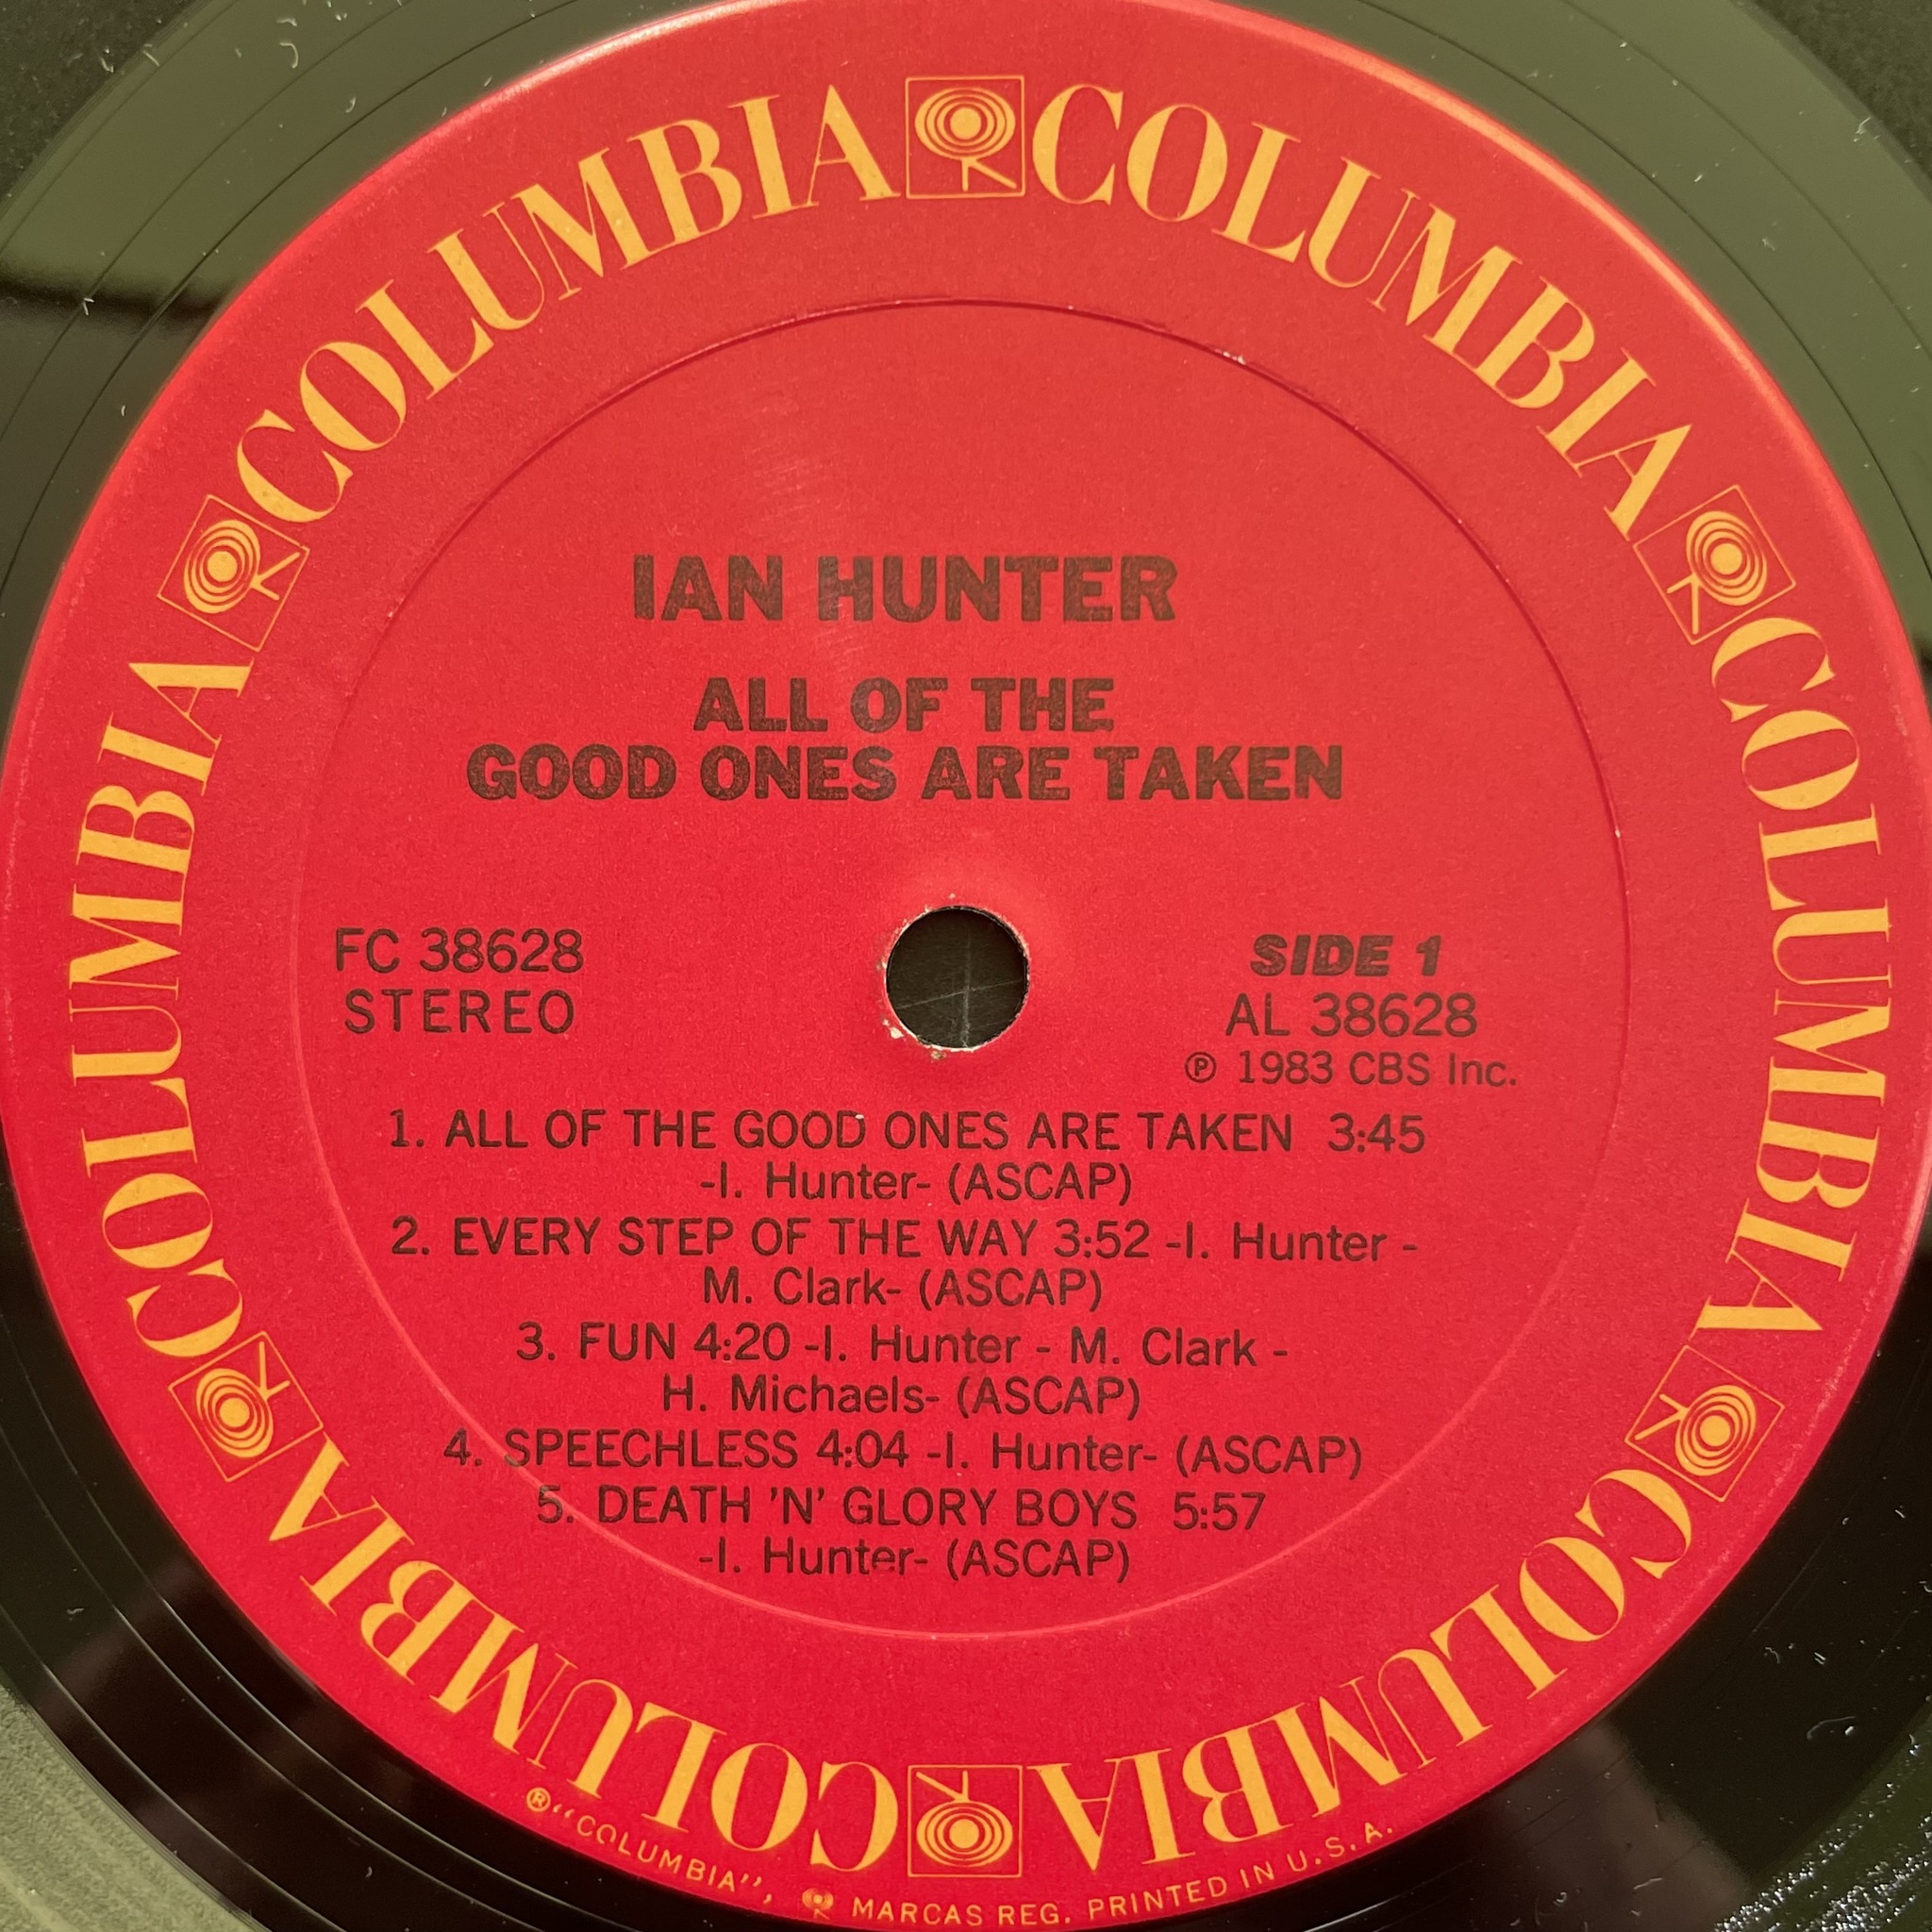 COLUMBIA COLUMBIA COLUMBIA COLUMBIA COLUMBIA COLUMBIA
IAN HUNTER
ALL OF THE
GOOD ONES ARE TAKEN
FC 38628
STEREO
SIDE 1
AL 38628
℗ 1983 CBS Inc.
1. ALL OF THE GOOD ONES ARE TAKEN 3:45
-I. Hunter- (ASCAP)
2. EVERY STEP OF THE WAY 3:52 -I. Hunter -
M. Clark- (ASCAP)
3. FUN 4:20 -I. Hunter - M. Clark -
H. Michaels- (ASCAP)
4. SPEECHLESS 4:04 -I. Hunter- (ASCAP)
5. DEATH 'N' GLORY BOYS 5:57
-I. Hunter- (ASCAP)
® "COLUMBIA", MARCAS REG. PRINTED IN U.S.A.